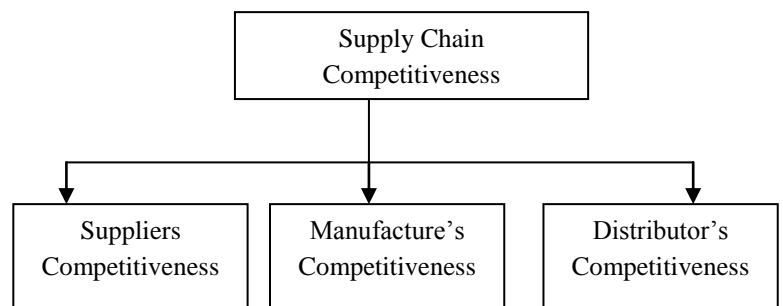 Supply Chain
Competitiveness
Suppliers
Competitiveness
Manufacture’s
Competitiveness
Distributor’s
Competitiveness